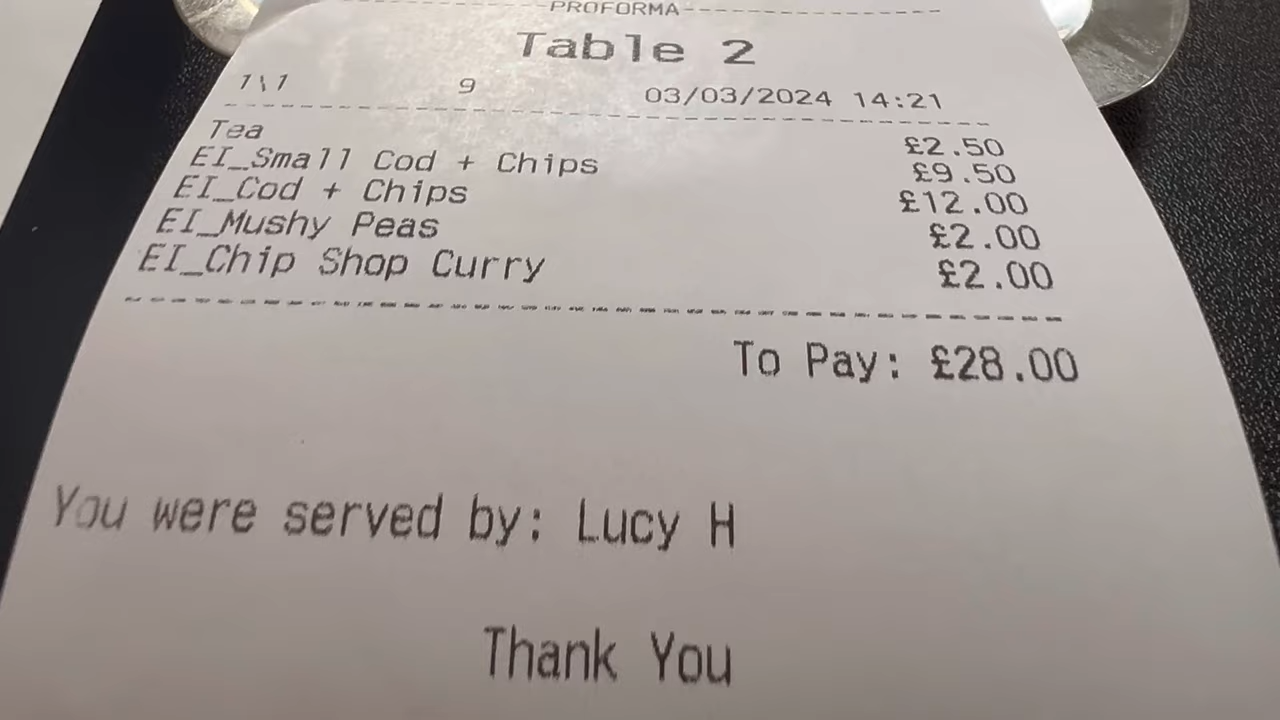 --------------------PROFORMA--------------------
Table 2
1\1 9 03/03/2024 14:21
Tea £2.50
EI_Small Cod + Chips £9.50
EI_Cod + Chips £12.00
EI_Mushy Peas £2.00
EI_Chip Shop Curry £2.00
To Pay: £28.00
You were served by: Lucy H
Thank You